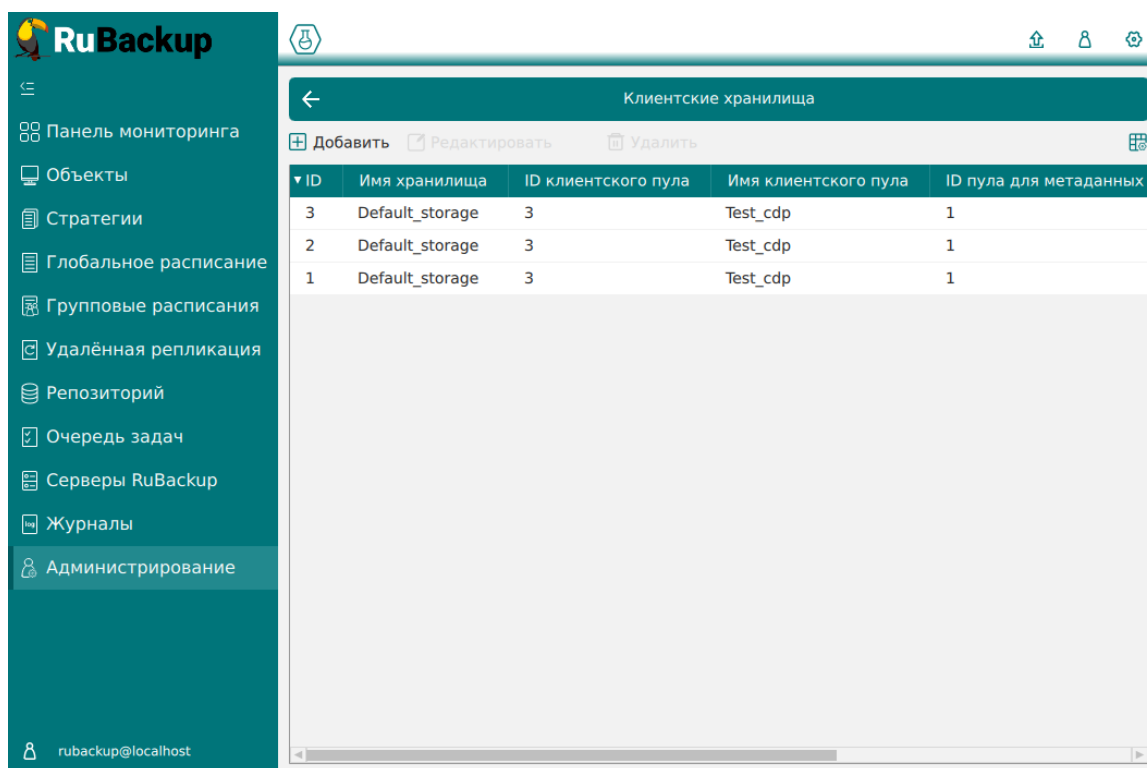 RuBackup
Панель мониторинга
Объекты
Стратегии
Глобальное расписание
Групповые расписания
Удалённая репликация
Репозиторий
Очередь задач
Серверы RuBackup
log Журналы
Администрирование
rubackup@localhost
Клиентские хранилища
Добавить Редактировать Удалить
ID Имя хранилища ID клиентского пула Имя клиентского пула ID пула для метаданных
3 Default_storage 3 Test_cdp 1
2 Default_storage 3 Test_cdp 1
1 Default_storage 3 Test_cdp 1